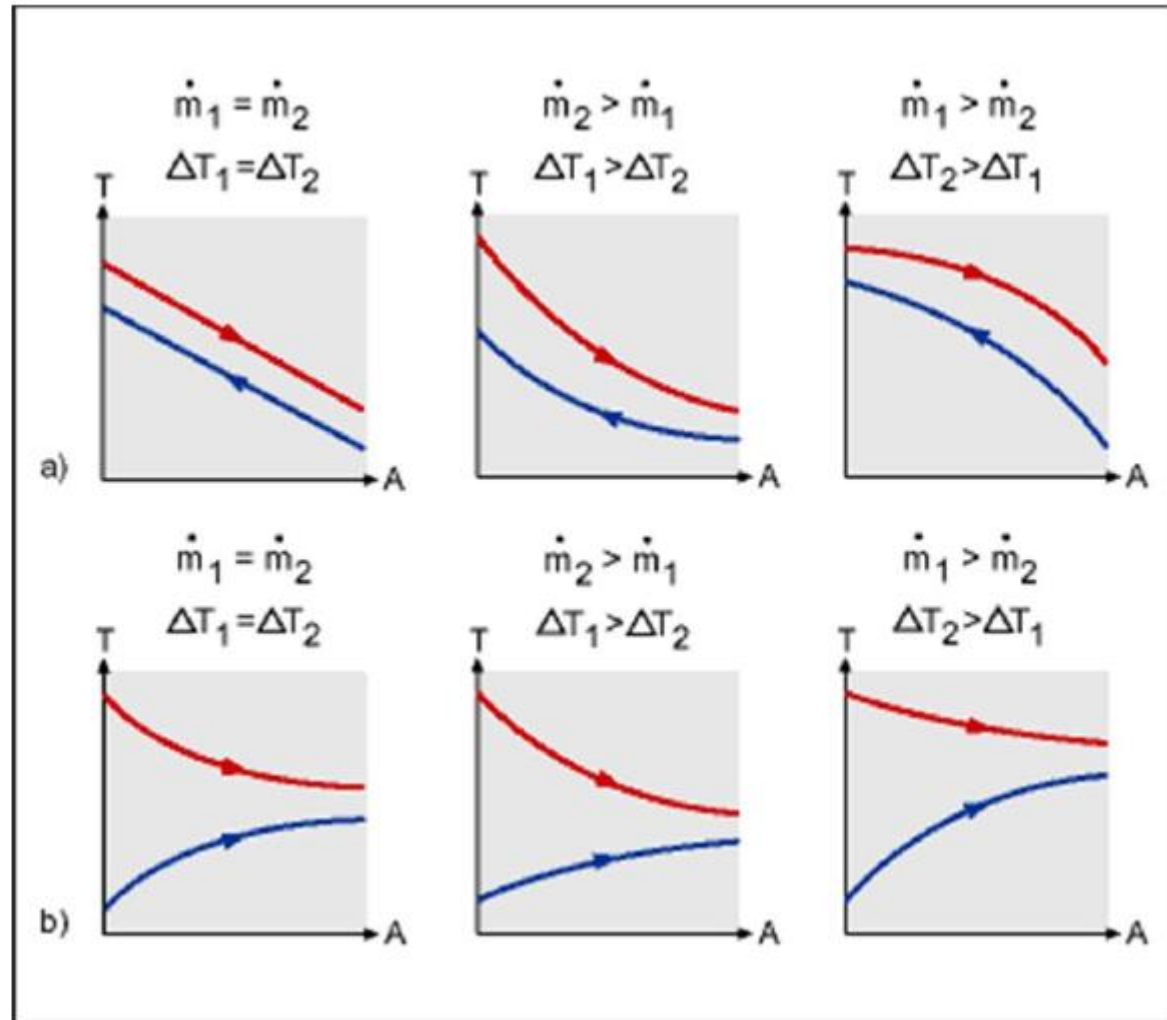 ṁ1 = ṁ2
ΔT1=ΔT2
T
A
ṁ2 > ṁ1
ΔT1>ΔT2
T
A
ṁ1 > ṁ2
ΔT2>ΔT1
T
A
a)
ṁ1 = ṁ2
ΔT1=ΔT2
T
A
ṁ2 > ṁ1
ΔT1>ΔT2
T
A
ṁ1 > ṁ2
ΔT2>ΔT1
T
A
b)